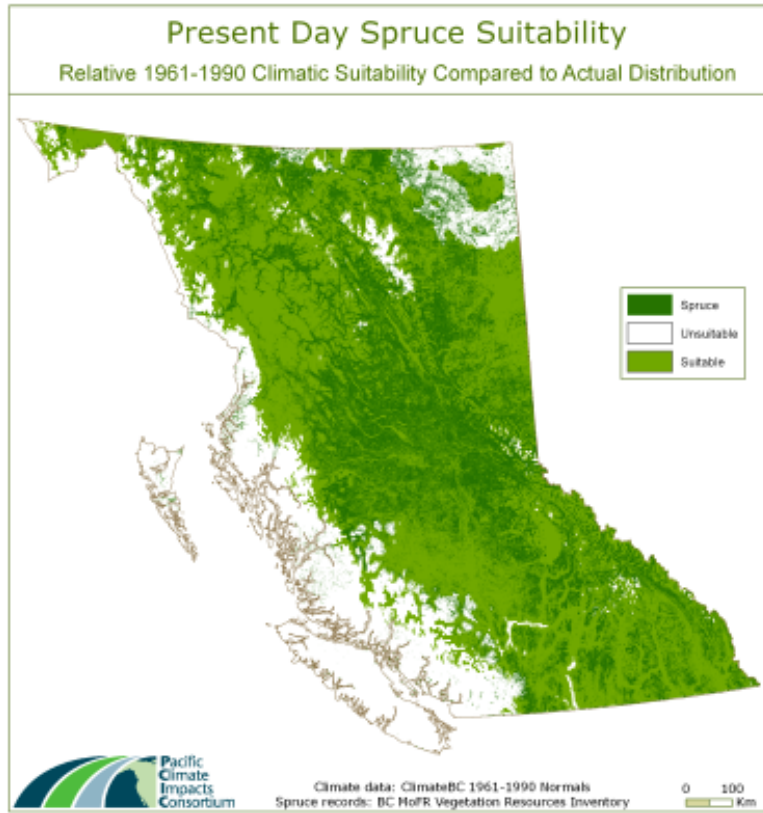 Present Day Spruce Suitability
Relative 1961-1990 Climatic Suitability Compared to Actual Distribution
Spruce
Unsuitable
Suitable
Pacific
Climate
Impacts
Consortium
Climate data: ClimateBC 1961-1990 Normals
Spruce records: BC MoFR Vegetation Resources Inventory
0 100
Km